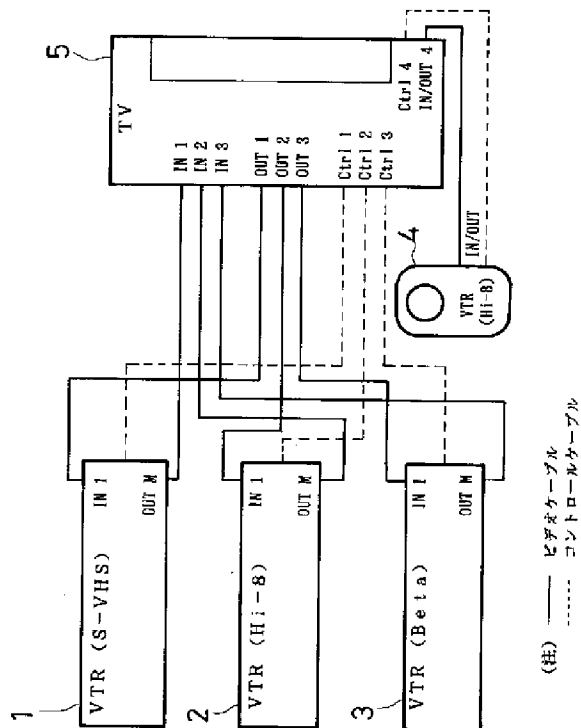 5
TV
IN 1
IN 2
IN 3
OUT 1
OUT 2
OUT 3
Ctrl 1
Ctrl 2
Ctrl 3
Ctrl 4
IN/OUT 4
1
VTR (S-VHS)
IN 1
OUT M
2
VTR (Hi-8)
IN 1
OUT M
3
VTR (Beta)
IN 1
OUT M
4
IN/OUT
VTR
(Hi-8)
(注) ビデオケーブル
コントロールケーブル